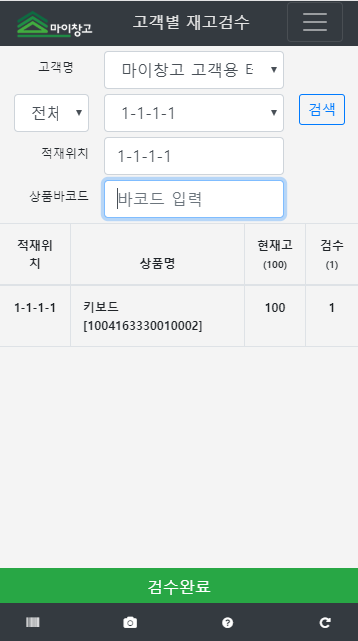 마이창고
고객별 재고검수
고객명
마이창고 고객용 E
전체
1-1-1-1
검색
적재위치
1-1-1-1
상품바코드
바코드 입력
적재위
치
상품명
현재고
(100)
검수
(1)
1-1-1-1
키보드
[1004163330010002]
100
1
검수완료